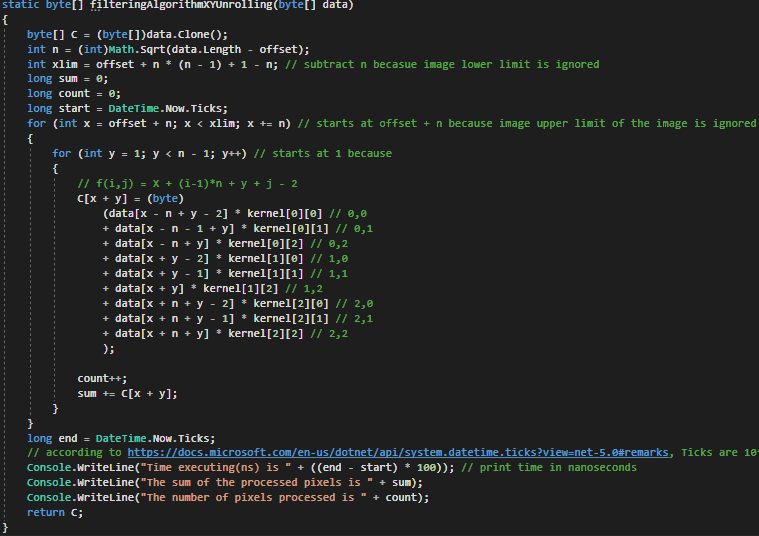 static byte[] filteringAlgorithmXYUnrolling(byte[] data)
{
    byte[] C = (byte[])data.Clone();
    int n = (int)Math.Sqrt(data.Length - offset);
    int xlim = offset + n * (n - 1) + 1 - n; // subtract n becasue image lower limit is ignored
    long sum = 0;
    long count = 0;
    long start = DateTime.Now.Ticks;
    for (int x = offset + n; x < xlim; x += n) // starts at offset + n because image upper limit of the image is ignored
    {
        for (int y = 1; y < n - 1; y++) // starts at 1 because
        {
            // f(i,j) = X + (i-1)*n + y + j - 2
            C[x + y] = (byte)
                (data[x - n + y - 2] * kernel[0][0] // 0,0
                + data[x - n - 1 + y] * kernel[0][1] // 0,1
                + data[x - n + y] * kernel[0][2] // 0,2
                + data[x + y - 2] * kernel[1][0] // 1,0
                + data[x + y - 1] * kernel[1][1] // 1,1
                + data[x + y] * kernel[1][2] // 1,2
                + data[x + n + y - 2] * kernel[2][0] // 2,0
                + data[x + n + y - 1] * kernel[2][1] // 2,1
                + data[x + n + y] * kernel[2][2] // 2,2
                );
            count++;
            sum += C[x + y];
        }
    }
    long end = DateTime.Now.Ticks;
    // according to https://docs.microsoft.com/en-us/dotnet/api/system.datetime.ticks?view=net-5.0#remarks, Ticks are 10
    Console.WriteLine("Time executing(ns) is " + ((end - start) * 100)); // print time in nanoseconds
    Console.WriteLine("The sum of the processed pixels is " + sum);
    Console.WriteLine("The number of pixels processed is " + count);
    return C;
}